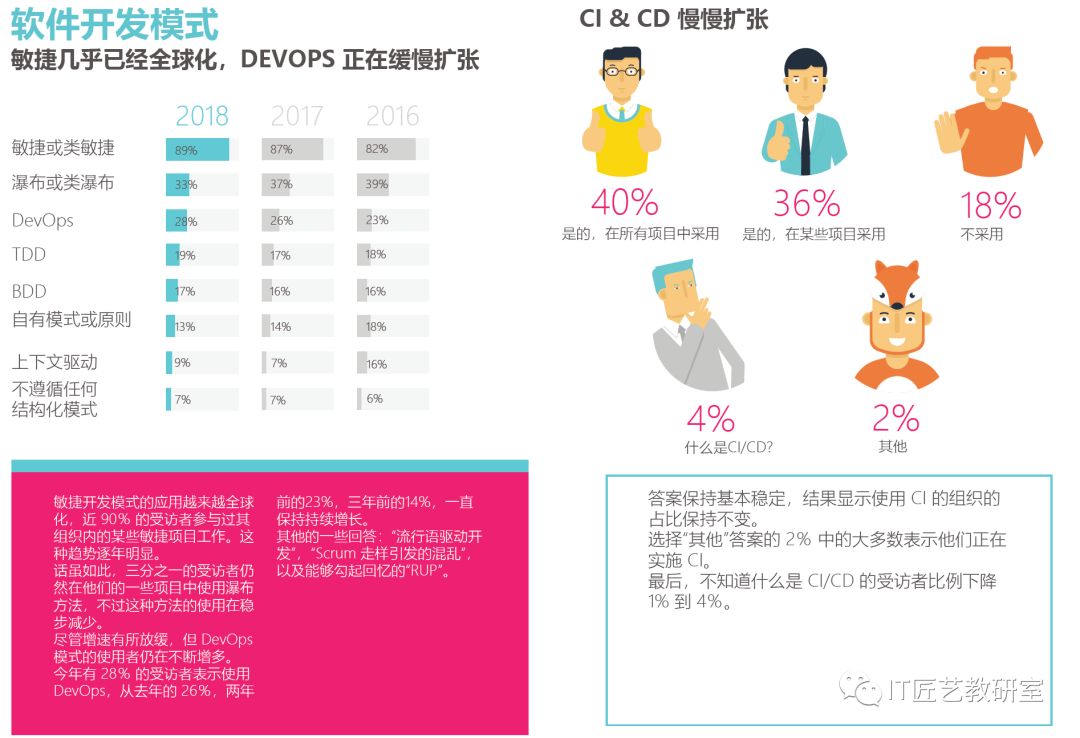 软件开发模式
敏捷几乎已经全球化，DEVOPS 正在缓慢扩张
2018 2017 2016
敏捷或类敏捷 89% 87% 82%
瀑布或类瀑布 33% 37% 39%
DevOps 28% 26% 23%
TDD 19% 17% 18%
BDD 17% 16% 16%
自有模式或原则 13% 14% 18%
上下文驱动 9% 7% 16%
不遵循任何
结构化模式 7% 7% 6%
敏捷开发模式的应用越来越全球
化，近 90% 的受访者参与过其
组织内的某些敏捷项目工作。这
种趋势逐年明显。
话虽如此，三分之一的受访者仍
然在他们的一些项目中使用瀑布
方法，不过这种方法的使用在稳
步减少。
尽管增速有所放缓，但 DevOps
模式的使用者仍在不断增多。
今年有 28% 的受访者表示使用
DevOps，从去年的 26%，两年
前的23%，三年前的14%，一直
保持持续增长。
其他的一些回答：“流行语驱动开
发”，“Scrum 走样引发的混乱”，
以及能够勾起回忆的“RUP”。
CI & CD 慢慢扩张
40% 36% 18%
是的，在所有项目中采用 是的，在某些项目采用 不采用
4% 2%
什么是CI/CD? 其他
答案保持基本稳定，结果显示使用 CI 的组织的
占比保持不变。
选择“其他”答案的 2% 中的大多数表示他们正在
实施 CI。
最后，不知道什么是 CI/CD 的受访者比例下降
1% 到 4%。
IT匠艺教研室